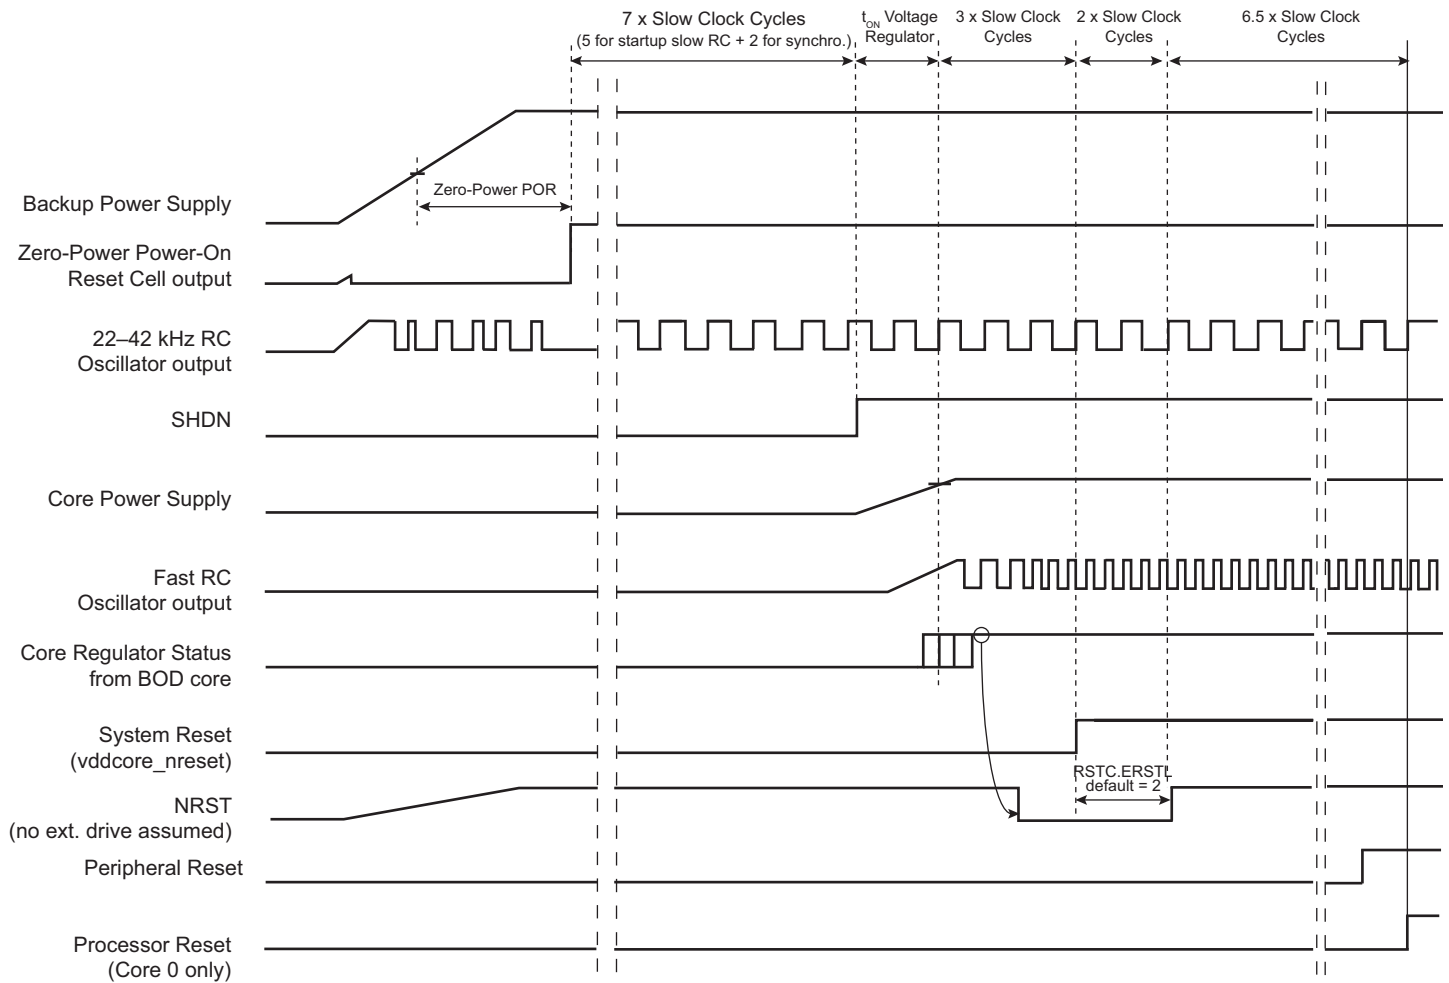 7 x Slow Clock Cycles
(5 for startup slow RC + 2 for synchro.)
tON Voltage
Regulator
3 x Slow Clock
Cycles
2 x Slow Clock
Cycles
6.5 x Slow Clock
Cycles
Zero-Power POR
Backup Power Supply
Zero-Power Power-On
Reset Cell output
22–42 kHz RC
Oscillator output
SHDN
Core Power Supply
Fast RC
Oscillator output
Core Regulator Status
from BOD core
System Reset
(vddcore_nreset)
RSTC.ERSTL
default = 2
NRST
(no ext. drive assumed)
Peripheral Reset
Processor Reset
(Core 0 only)